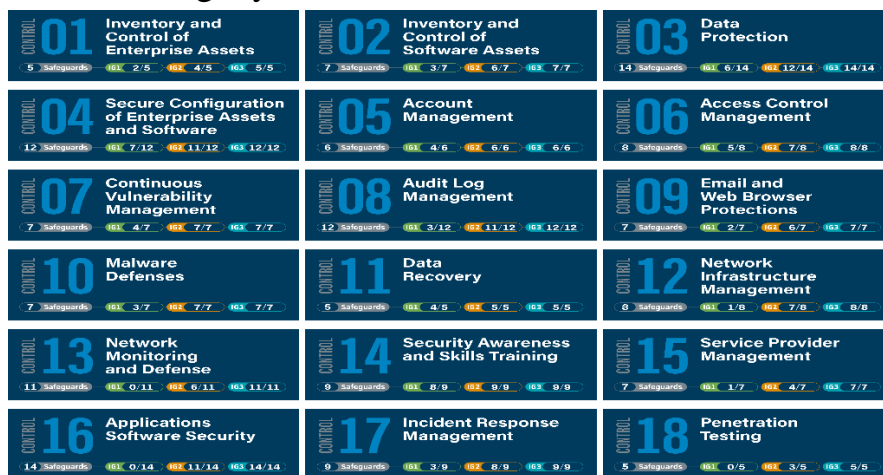 CONTROL 01 Inventory and
Control of
Enterprise Assets
5 Safeguards IG1 2/5 IG2 4/5 IG3 5/5
CONTROL 02 Inventory and
Control of
Software Assets
7 Safeguards IG1 3/7 IG2 6/7 IG3 7/7
CONTROL 03 Data
Protection
14 Safeguards IG1 6/14 IG2 12/14 IG3 14/14
CONTROL 04 Secure Configuration
of Enterprise Assets
and Software
12 Safeguards IG1 7/12 IG2 11/12 IG3 12/12
CONTROL 05 Account
Management
6 Safeguards IG1 4/6 IG2 6/6 IG3 6/6
CONTROL 06 Access Control
Management
8 Safeguards IG1 5/8 IG2 7/8 IG3 8/8
CONTROL 07 Continuous
Vulnerability
Management
7 Safeguards IG1 4/7 IG2 7/7 IG3 7/7
CONTROL 08 Audit Log
Management
12 Safeguards IG1 3/12 IG2 11/12 IG3 12/12
CONTROL 09 Email and
Web Browser
Protections
7 Safeguards IG1 2/7 IG2 6/7 IG3 7/7
CONTROL 10 Malware
Defenses
7 Safeguards IG1 3/7 IG2 7/7 IG3 7/7
CONTROL 11 Data
Recovery
5 Safeguards IG1 4/5 IG2 5/5 IG3 5/5
CONTROL 12 Network
Infrastructure
Management
8 Safeguards IG1 1/8 IG2 7/8 IG3 8/8
CONTROL 13 Network
Monitoring
and Defense
11 Safeguards IG1 0/11 IG2 6/11 IG3 11/11
CONTROL 14 Security Awareness
and Skills Training
9 Safeguards IG1 8/9 IG2 9/9 IG3 9/9
CONTROL 15 Service Provider
Management
7 Safeguards IG1 1/7 IG2 4/7 IG3 7/7
CONTROL 16 Applications
Software Security
14 Safeguards IG1 0/14 IG2 11/14 IG3 14/14
CONTROL 17 Incident Response
Management
9 Safeguards IG1 3/9 IG2 8/9 IG3 9/9
CONTROL 18 Penetration
Testing
5 Safeguards IG1 0/5 IG2 3/5 IG3 5/5